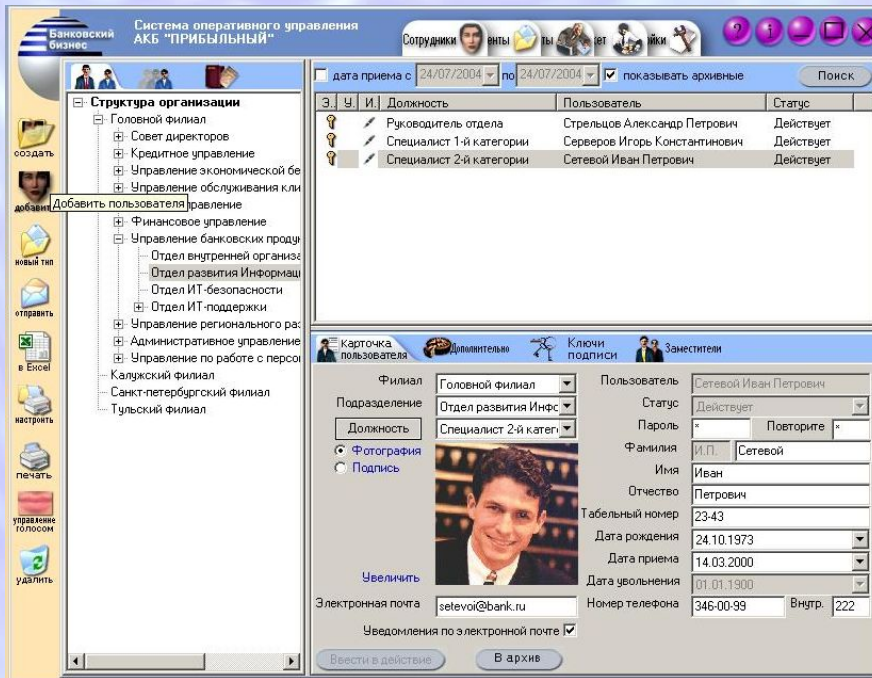 Банковский бизнес
Система оперативного управления
АКБ "ПРИБЫЛЬНЫЙ"
Сотрудники енты ты кет йки
? i
создать
добавить
Добавить пользователя
новый тип
отправить
в Excel
настроить
печать
управление голосом
удалить
Структура организации
Головной филиал
Совет директоров
Кредитное управление
Управление экономической бе
Управление обслуживания кли
правление
Финансовое управление
Управление банковских проду
Отдел внутренней организа
Отдел развития Информац
Отдел ИТ-безопасности
Отдел ИТ-поддержки
Управление регионального раз
Административное управление
Управление по работе с персо
Калужский филиал
Санкт-петербургский филиал
Тульский филиал
дата приема с 24/07/2004 по 24/07/2004 показывать архивные Поиск
Э. У. И. Должность Пользователь Статус
Руководитель отдела Стрельцов Александр Петрович Действует
Специалист 1-й категории Серверов Игорь Константинович Действует
Специалист 2-й категории Сетевой Иван Петрович Действует
Карточка пользователя Дополнительно Ключи подписи Заместители
Филиал Головной филиал
Подразделение Отдел развития Инфо
Должность Специалист 2-й катего
Фотография
Подпись
Увеличить
Электронная почта setevoi@bank.ru
Уведомления по электронной почте
Ввести в действие В архив
Пользователь Сетевой Иван Петрович
Статус Действует
Пароль * Повторите *
Фамилия И.П. Сетевой
Имя Иван
Отчество Петрович
Табельный номер 23-43
Дата рождения 24.10.1973
Дата приема 14.03.2000
Дата увольнения 01.01.1900
Номер телефона 346-00-99 Внутр. 222